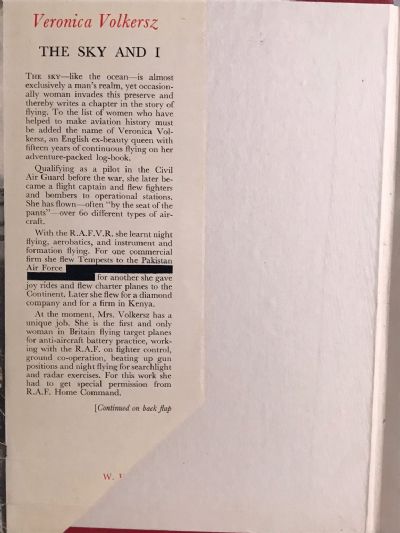 Veronica Volkersz
THE SKY AND I
THE SKY—like the ocean—is almost
exclusively a man's realm, yet occasion-
ally woman invades this preserve and
thereby writes a chapter in the story of
flying. To the list of women who have
helped to make aviation history must
be added the name of Veronica Vol-
kersz, an English ex-beauty queen with
fifteen years of continuous flying on her
adventure-packed log-book.
Qualifying as a pilot in the Civil
Air Guard before the war, she later be-
came a flight captain and flew fighters
and bombers to operational stations.
She has flown—often "by the seat of the
pants"—over 60 different types of air-
craft.
With the R.A.F.V.R. she learnt night
flying, aerobatics, and instrument and
formation flying. For one commercial
firm she flew Tempests to the Pakistan
Air Force
for another she gave
joy rides and flew charter planes to the
Continent. Later she flew for a diamond
company and for a firm in Kenya.
At the moment, Mrs. Volkersz has a
unique job. She is the first and only
woman in Britain flying target planes
for anti-aircraft battery practice, work-
ing with the R.A.F. on fighter control,
ground co-operation, beating up gun
positions and night flying for searchlight
and radar exercises. For this work she
had to get special permission from
R.A.F. Home Command.
[Continued on back flap
W.